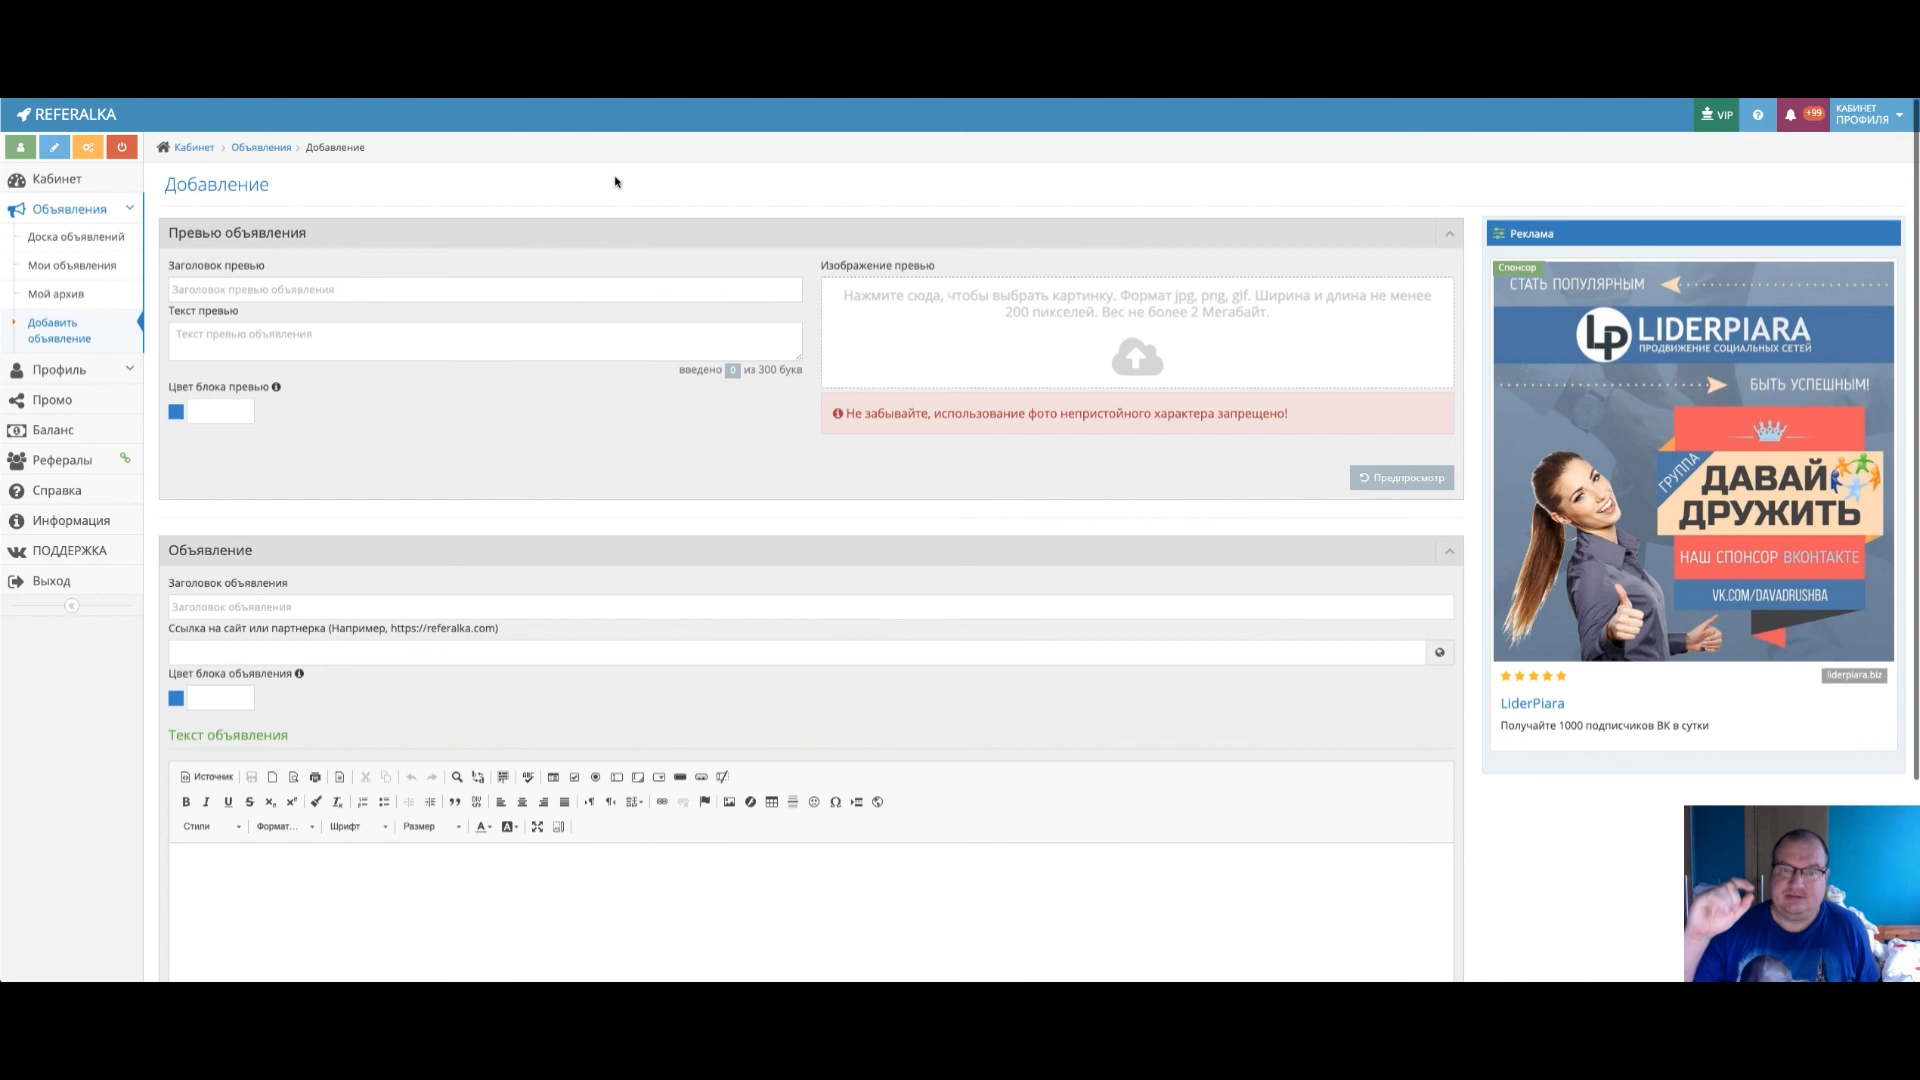 REFERALKA
VIP
+99
КАБИНЕТ
ПРОФИЛЯ
Кабинет
Объявления
Добавление
Кабинет
Объявления
Доска объявлений
Мои объявления
Мой архив
Добавить
объявление
Профиль
Промо
Баланс
Рефералы
Справка
Информация
ПОДДЕРЖКА
Выход
Добавление
Превью объявления
Заголовок превью
Заголовок превью объявления
Текст превью
Текст превью объявления
введено 0 из 300 букв
Цвет блока превью
Изображение превью
Нажмите сюда, чтобы выбрать картинку. Формат jpg, png, gif. Ширина и длина не менее
200 пикселей. Вес не более 2 Мегабайт.
Не забывайте, использование фото непристойного характера запрещено!
Предпросмотр
Объявление
Заголовок объявления
Заголовок объявления
Ссылка на сайт или партнерка (Например, https://referalka.com)
Цвет блока объявления
Текст объявления
Источник
Стили
Формат...
Шрифт
Размер
Реклама
Спонсор
СТАТЬ ПОПУЛЯРНЫМ
LP LIDERPIARA
ПРОДВИЖЕНИЕ СОЦИАЛЬНЫХ СЕТЕЙ
БЫТЬ УСПЕШНЫМ!
ГРУППА
ДАВАЙ
ДРУЖИТЬ
НАШ СПОНСОР ВКОНТАКТЕ
VK.COM/DAVADRUSHBA
liderpiara.biz
LiderPiara
Получайте 1000 подписчиков ВК в сутки